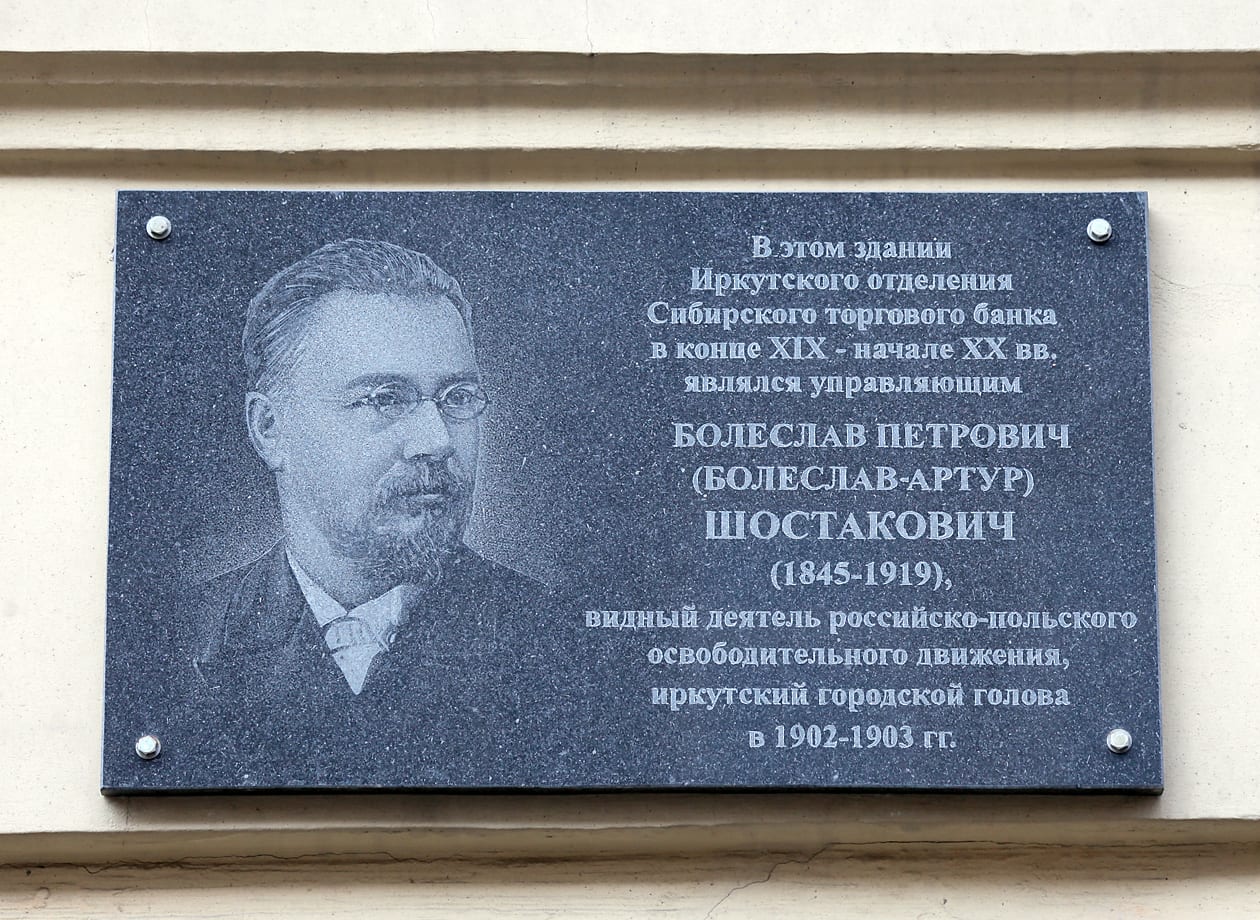 В этом здании
Иркутского отделения
Сибирского торгового банка
в конце XIX - начале XX вв.
являлся управляющим
БОЛЕСЛАВ ПЕТРОВИЧ
(БОЛЕСЛАВ-АРТУР)
ШОСТАКОВИЧ
(1845-1919),
видный деятель российско-польского
освободительного движения,
иркутский городской голова
в 1902-1903 гг.